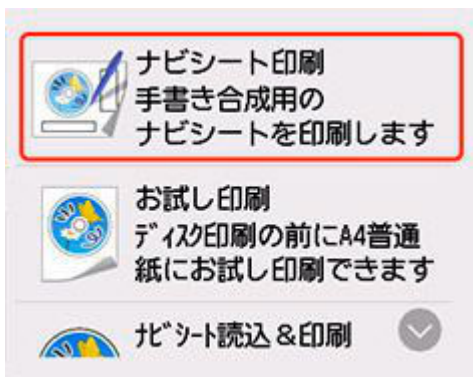 ナビシート印刷
手書き合成用の
ナビシートを印刷します
お試し印刷
ﾃﾞｨｽｸ印刷の前にA4普通
紙にお試し印刷できます
ﾅﾋﾞｼｰﾄ読込＆印刷